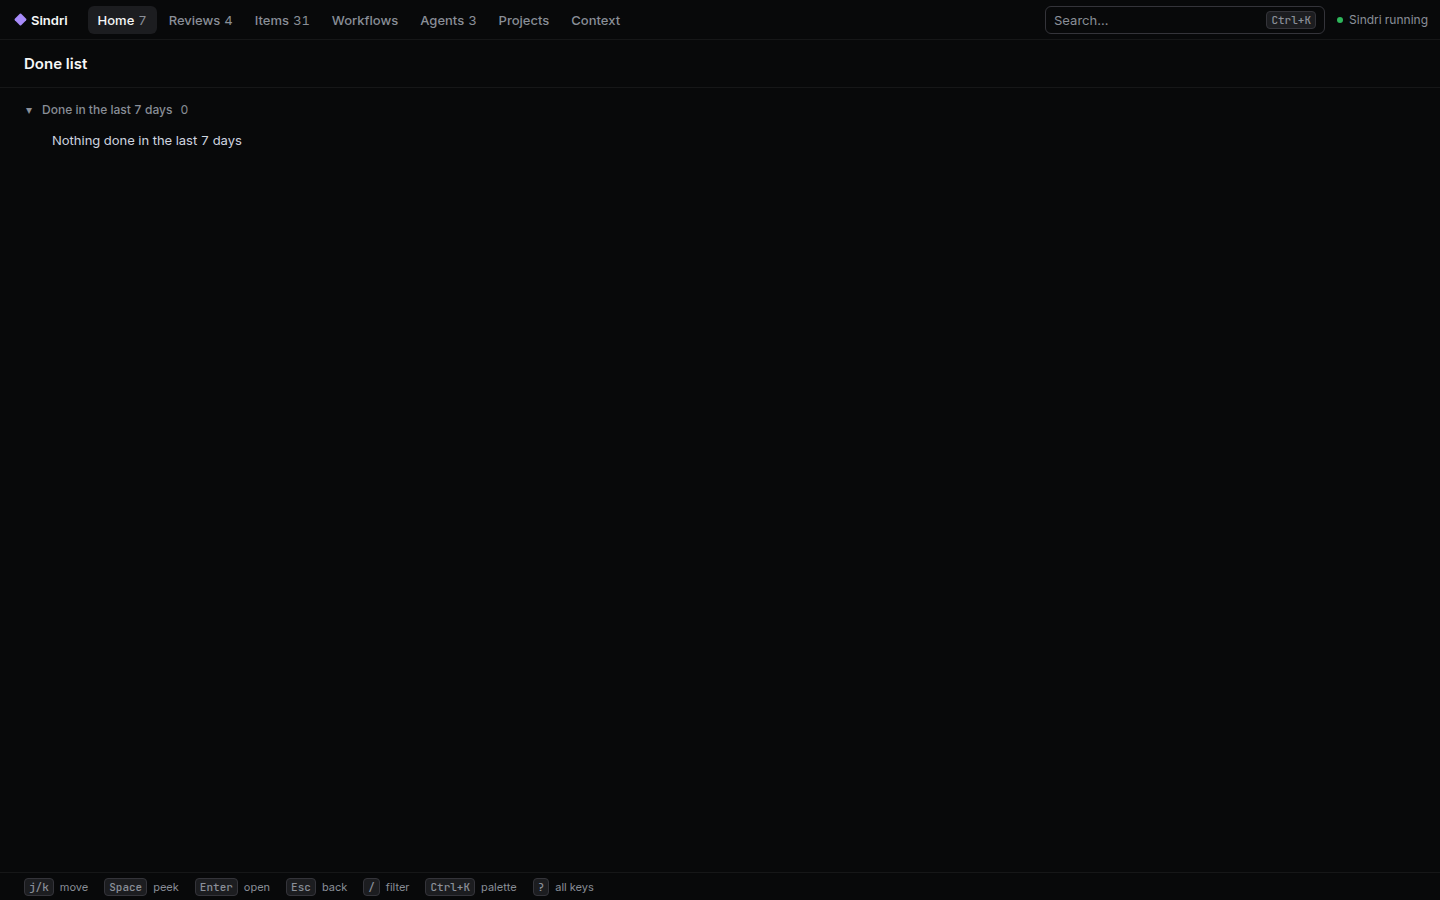 Sindri Home 7 Reviews 4 Items 31 Workflows Agents 3 Projects Context Search... Ctrl+K Sindri running
Done list
▾ Done in the last 7 days 0
Nothing done in the last 7 days
j/k move Space peek Enter open Esc back / filter Ctrl+K palette ? all keys